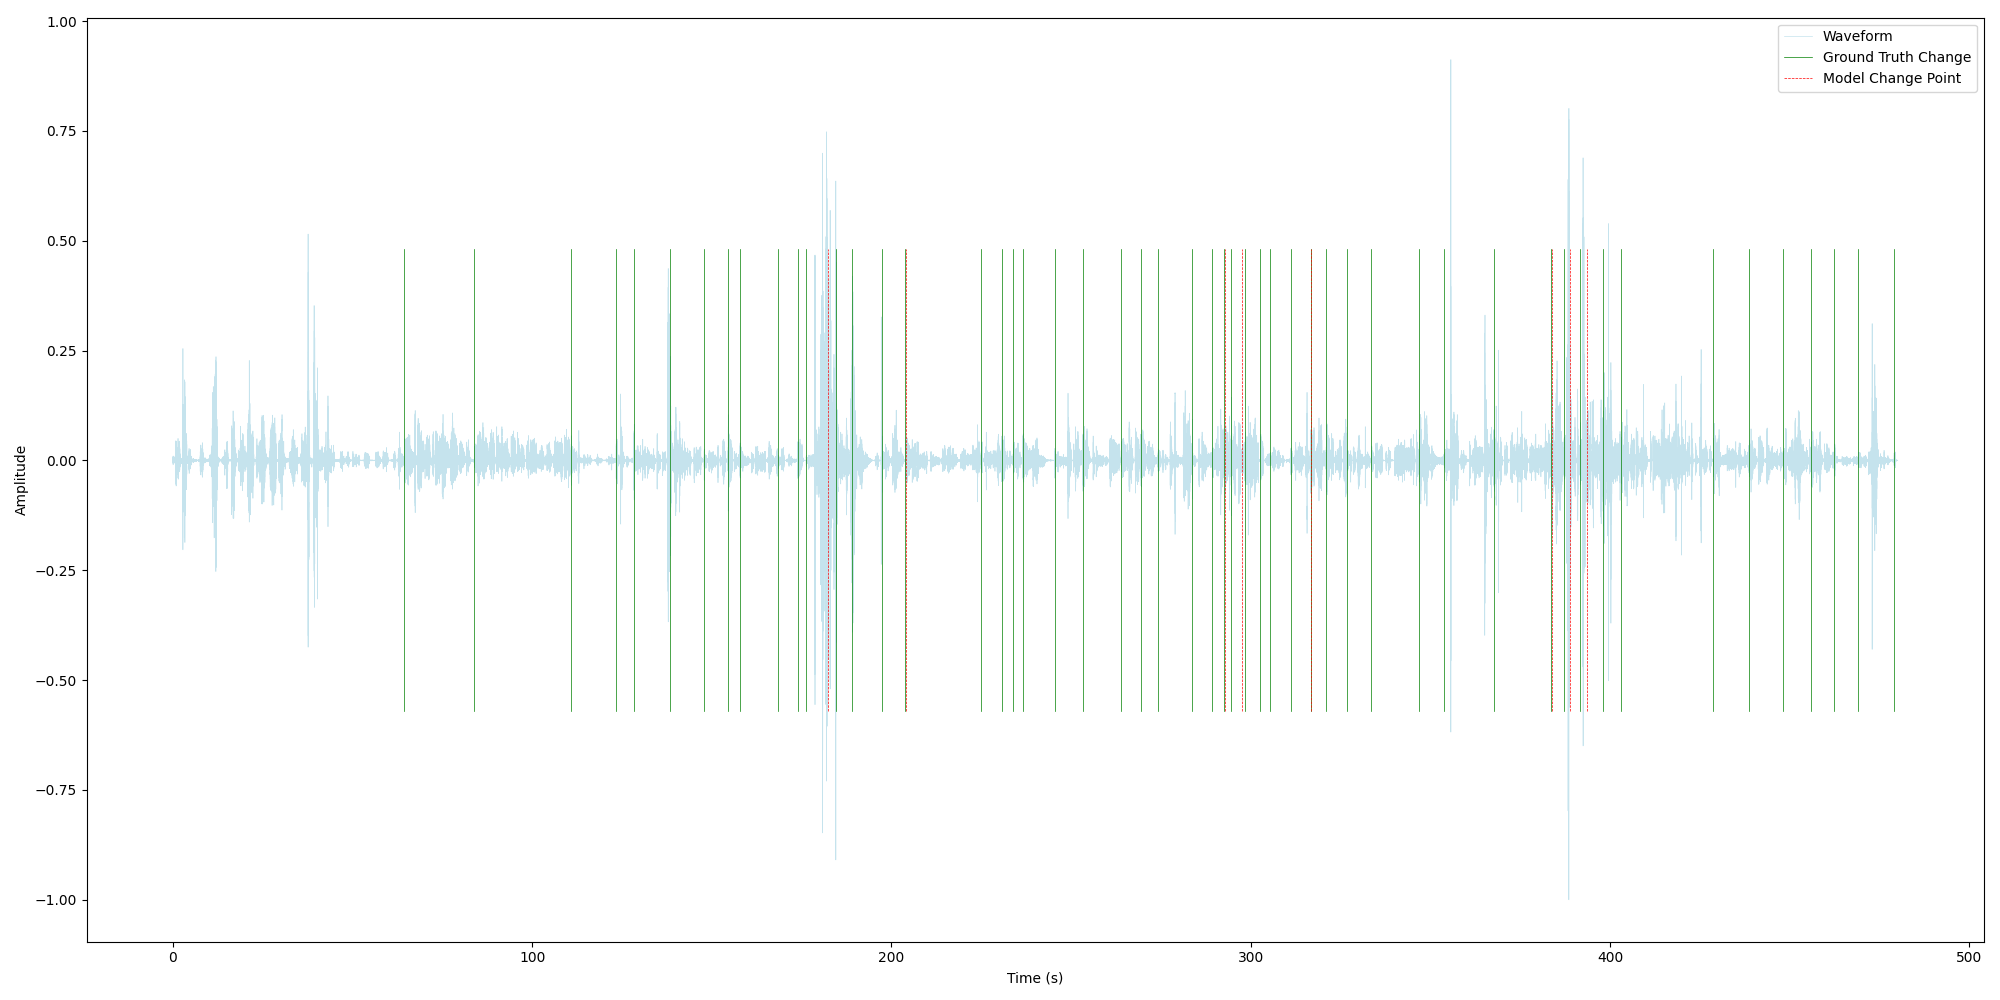 1.00
0.75
0.50
0.25
0.00
−0.25
−0.50
−0.75
−1.00
Amplitude
Waveform
Ground Truth Change
Model Change Point
0 100 200 300 400 500
Time (s)